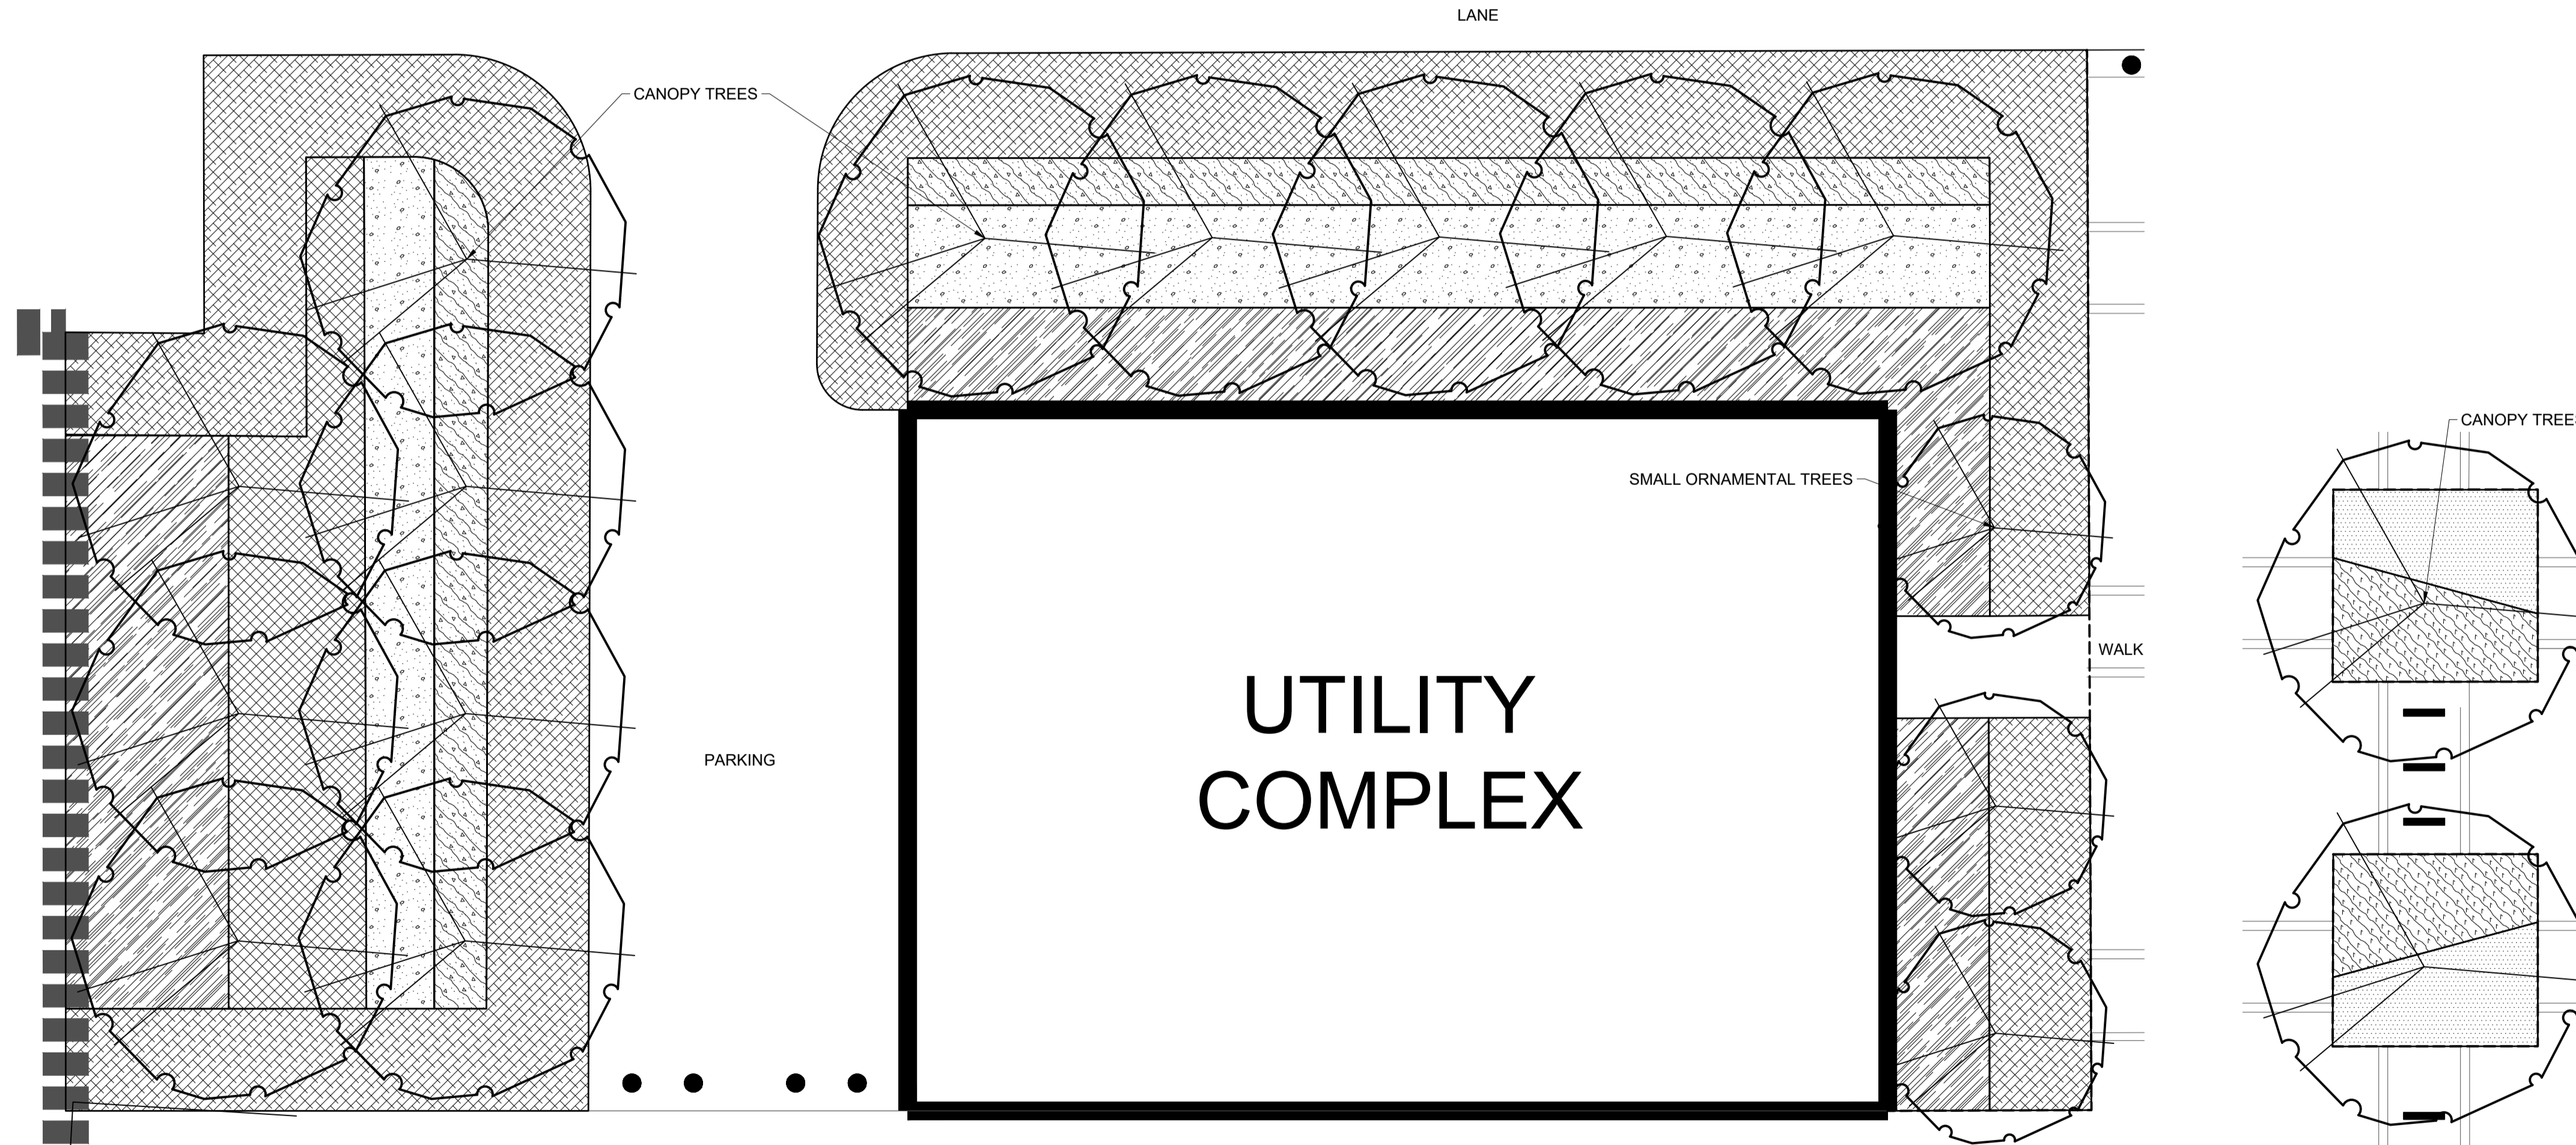 LANE
CANOPY TREES
CANOPY TREES
SMALL ORNAMENTAL TREES
WALK
UTILITY
COMPLEX
PARKING